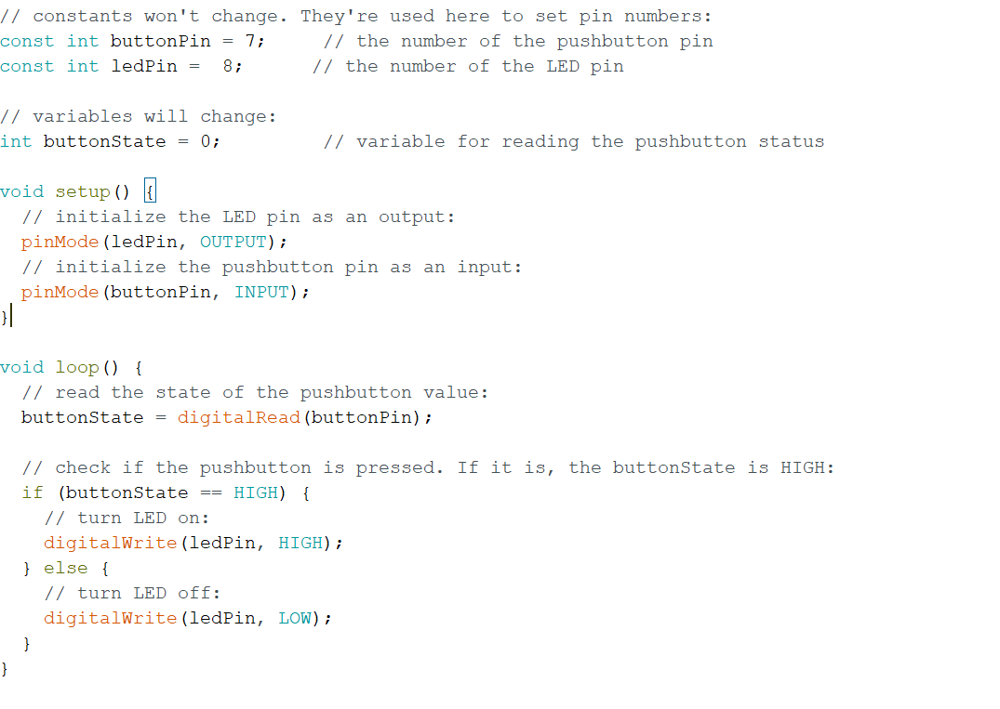 // constants won't change. They're used here to set pin numbers:
const int buttonPin = 7;     // the number of the pushbutton pin
const int ledPin =  8;      // the number of the LED pin

// variables will change:
int buttonState = 0;         // variable for reading the pushbutton status

void setup() {
  // initialize the LED pin as an output:
  pinMode(ledPin, OUTPUT);
  // initialize the pushbutton pin as an input:
  pinMode(buttonPin, INPUT);
}

void loop() {
  // read the state of the pushbutton value:
  buttonState = digitalRead(buttonPin);

  // check if the pushbutton is pressed. If it is, the buttonState is HIGH:
  if (buttonState == HIGH) {
    // turn LED on:
    digitalWrite(ledPin, HIGH);
  } else {
    // turn LED off:
    digitalWrite(ledPin, LOW);
  }
}